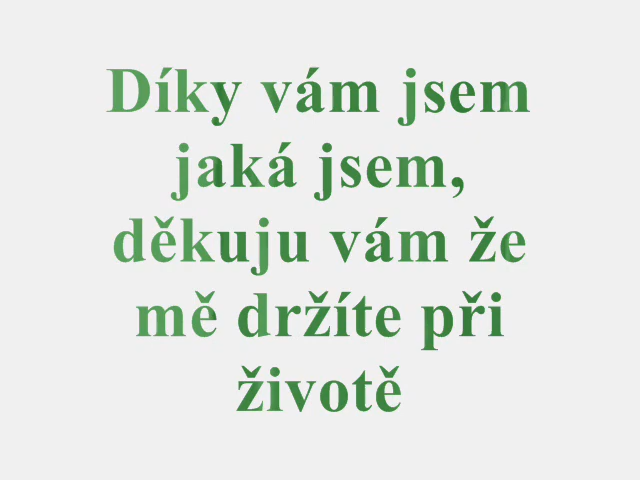 Díky vám jsem
jaká jsem,
děkuju vám že
mě držíte při
životě